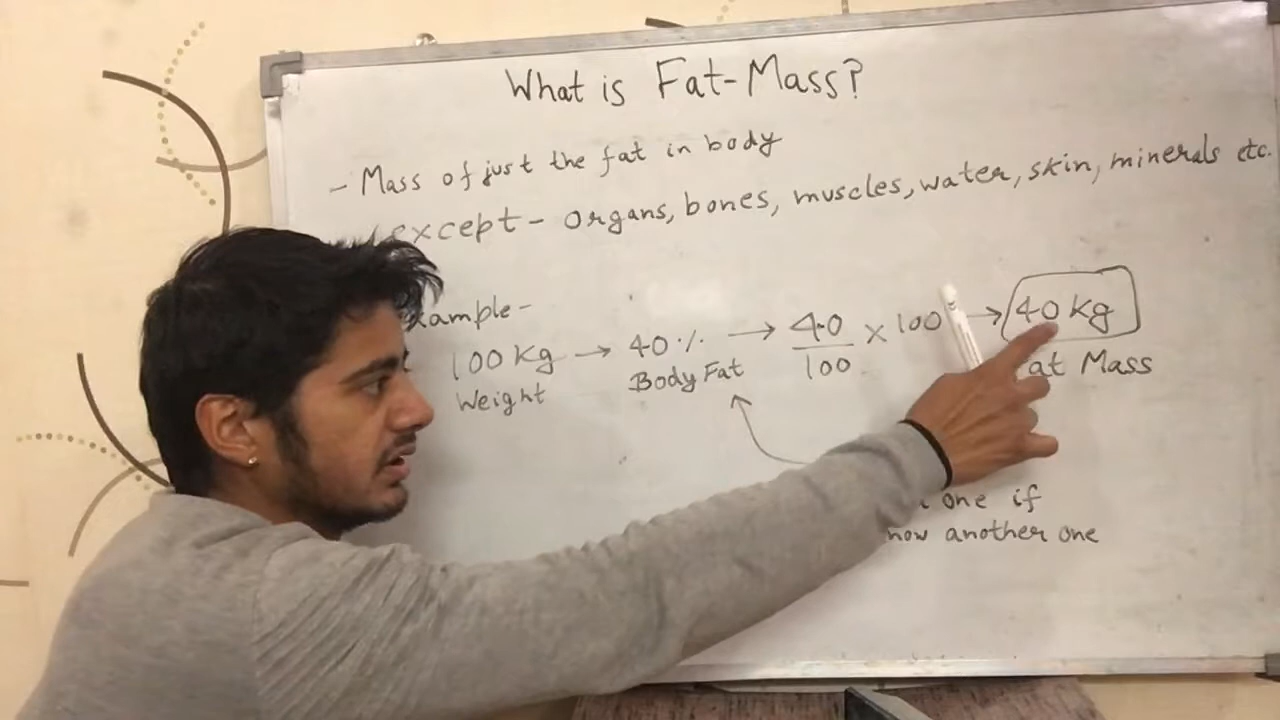 What is Fat-Mass?
- Mass of just the fat in body
except - organs, bones, muscles, water, skin, minerals etc.
xample-
100 Kg → 40% → 40/100 × 100 → 40 kg
Weight Body Fat at Mass
one if
now another one